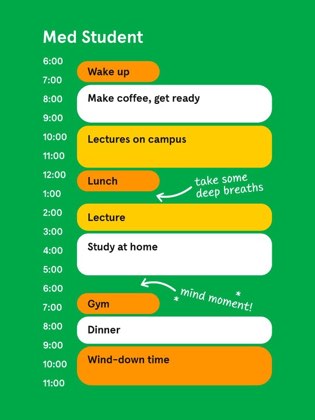 Med Student
6:00
Wake up
7:00
8:00
Make coffee, get ready
9:00
10:00
Lectures on campus
11:00
12:00
Lunch
take some
deep breaths
1:00
2:00
Lecture
3:00
Study at home
4:00
5:00
6:00
mind moment!
7:00
Gym
8:00
Dinner
9:00
Wind-down time
10:00
11:00